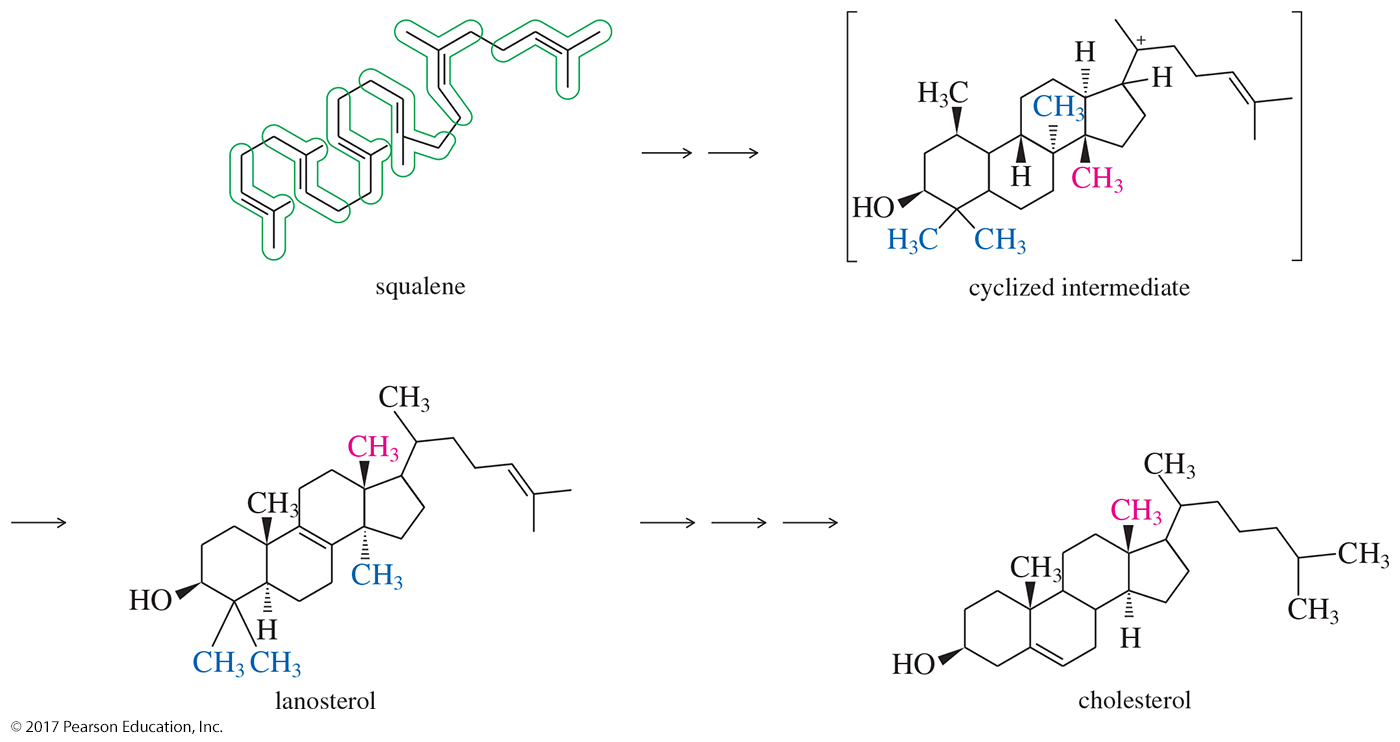 H
+
H
H₃C
CH₃
H
CH₃
HO
H₃C
CH₃
squalene
cyclized intermediate
CH₃
CH₃
CH₃
CH₃
HO
H
CH₃ CH₃
lanosterol
CH₃
CH₃
CH₃
CH₃
CH₃
H
HO
cholesterol
© 2017 Pearson Education, Inc.